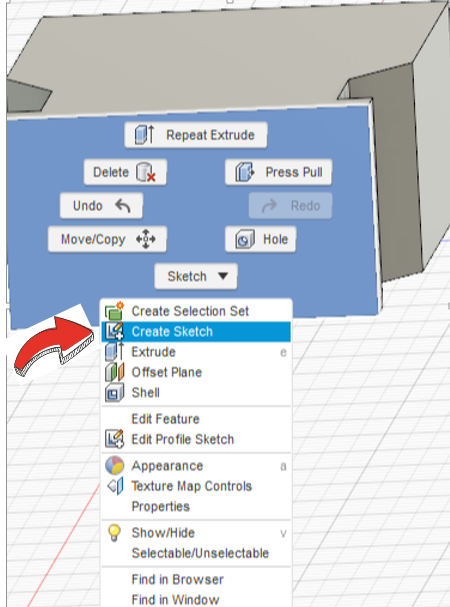 Repeat Extrude
Delete
Press Pull
Undo
Redo
Move/Copy
Hole
Sketch
Create Selection Set
Create Sketch
Extrude e
Offset Plane
Shell
Edit Feature
Edit Profile Sketch
Appearance a
Texture Map Controls
Properties
Show/Hide v
Selectable/Unselectable
Find in Browser
Find in Window